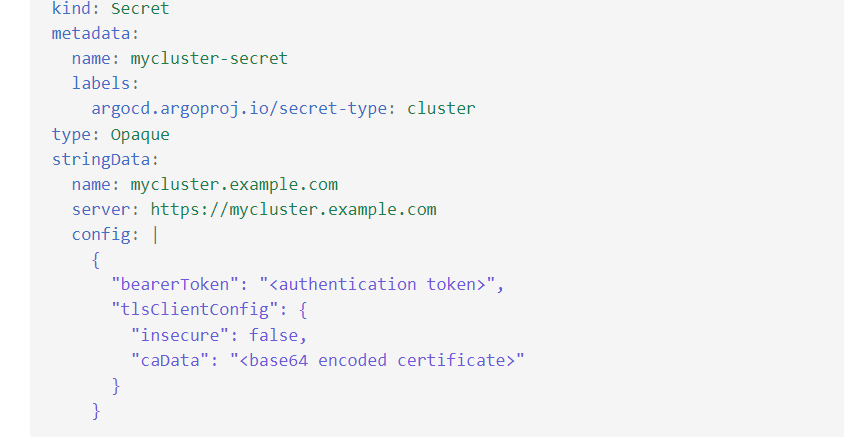 kind: Secret
metadata:
  name: mycluster-secret
  labels:
    argocd.argoproj.io/secret-type: cluster
type: Opaque
stringData:
  name: mycluster.example.com
  server: https://mycluster.example.com
  config: |
    {
      "bearerToken": "<authentication token>",
      "tlsClientConfig": {
        "insecure": false,
        "caData": "<base64 encoded certificate>"
      }
    }